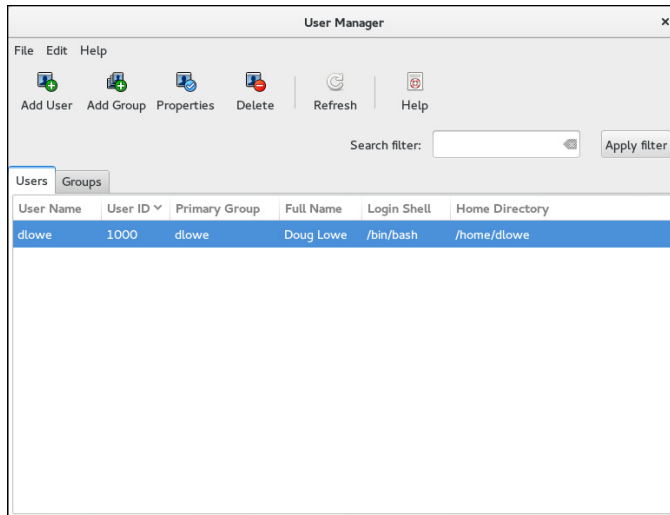 User Manager
File Edit Help
Add User Add Group Properties Delete Refresh Help
Search filter: Apply filter
Users Groups
User Name User ID Primary Group Full Name Login Shell Home Directory
dlowe 1000 dlowe Doug Lowe /bin/bash /home/dlowe